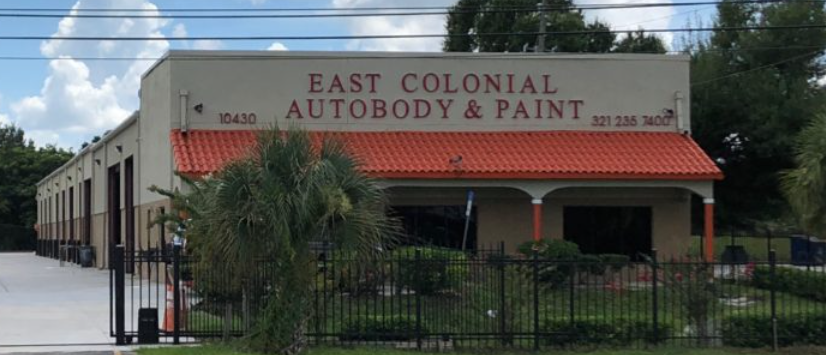 EAST COLONIAL
AUTOBODY & PAINT
10430
321 235 7400